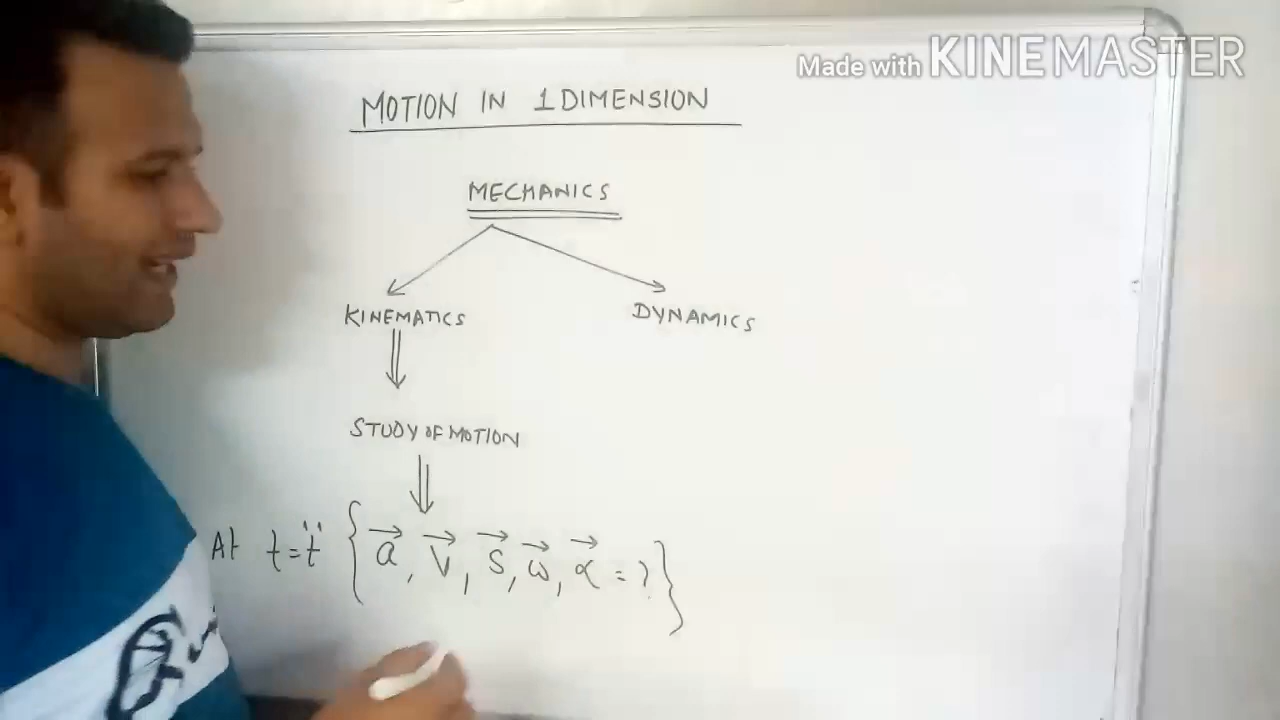 Made with KINEMASTER
MOTION IN 1 DIMENSION
MECHANICS
KINEMATICS DYNAMICS
STUDY OF MOTION
At t=ẗ {a⃗, V⃗, S⃗, ω⃗, α⃗ = ?}